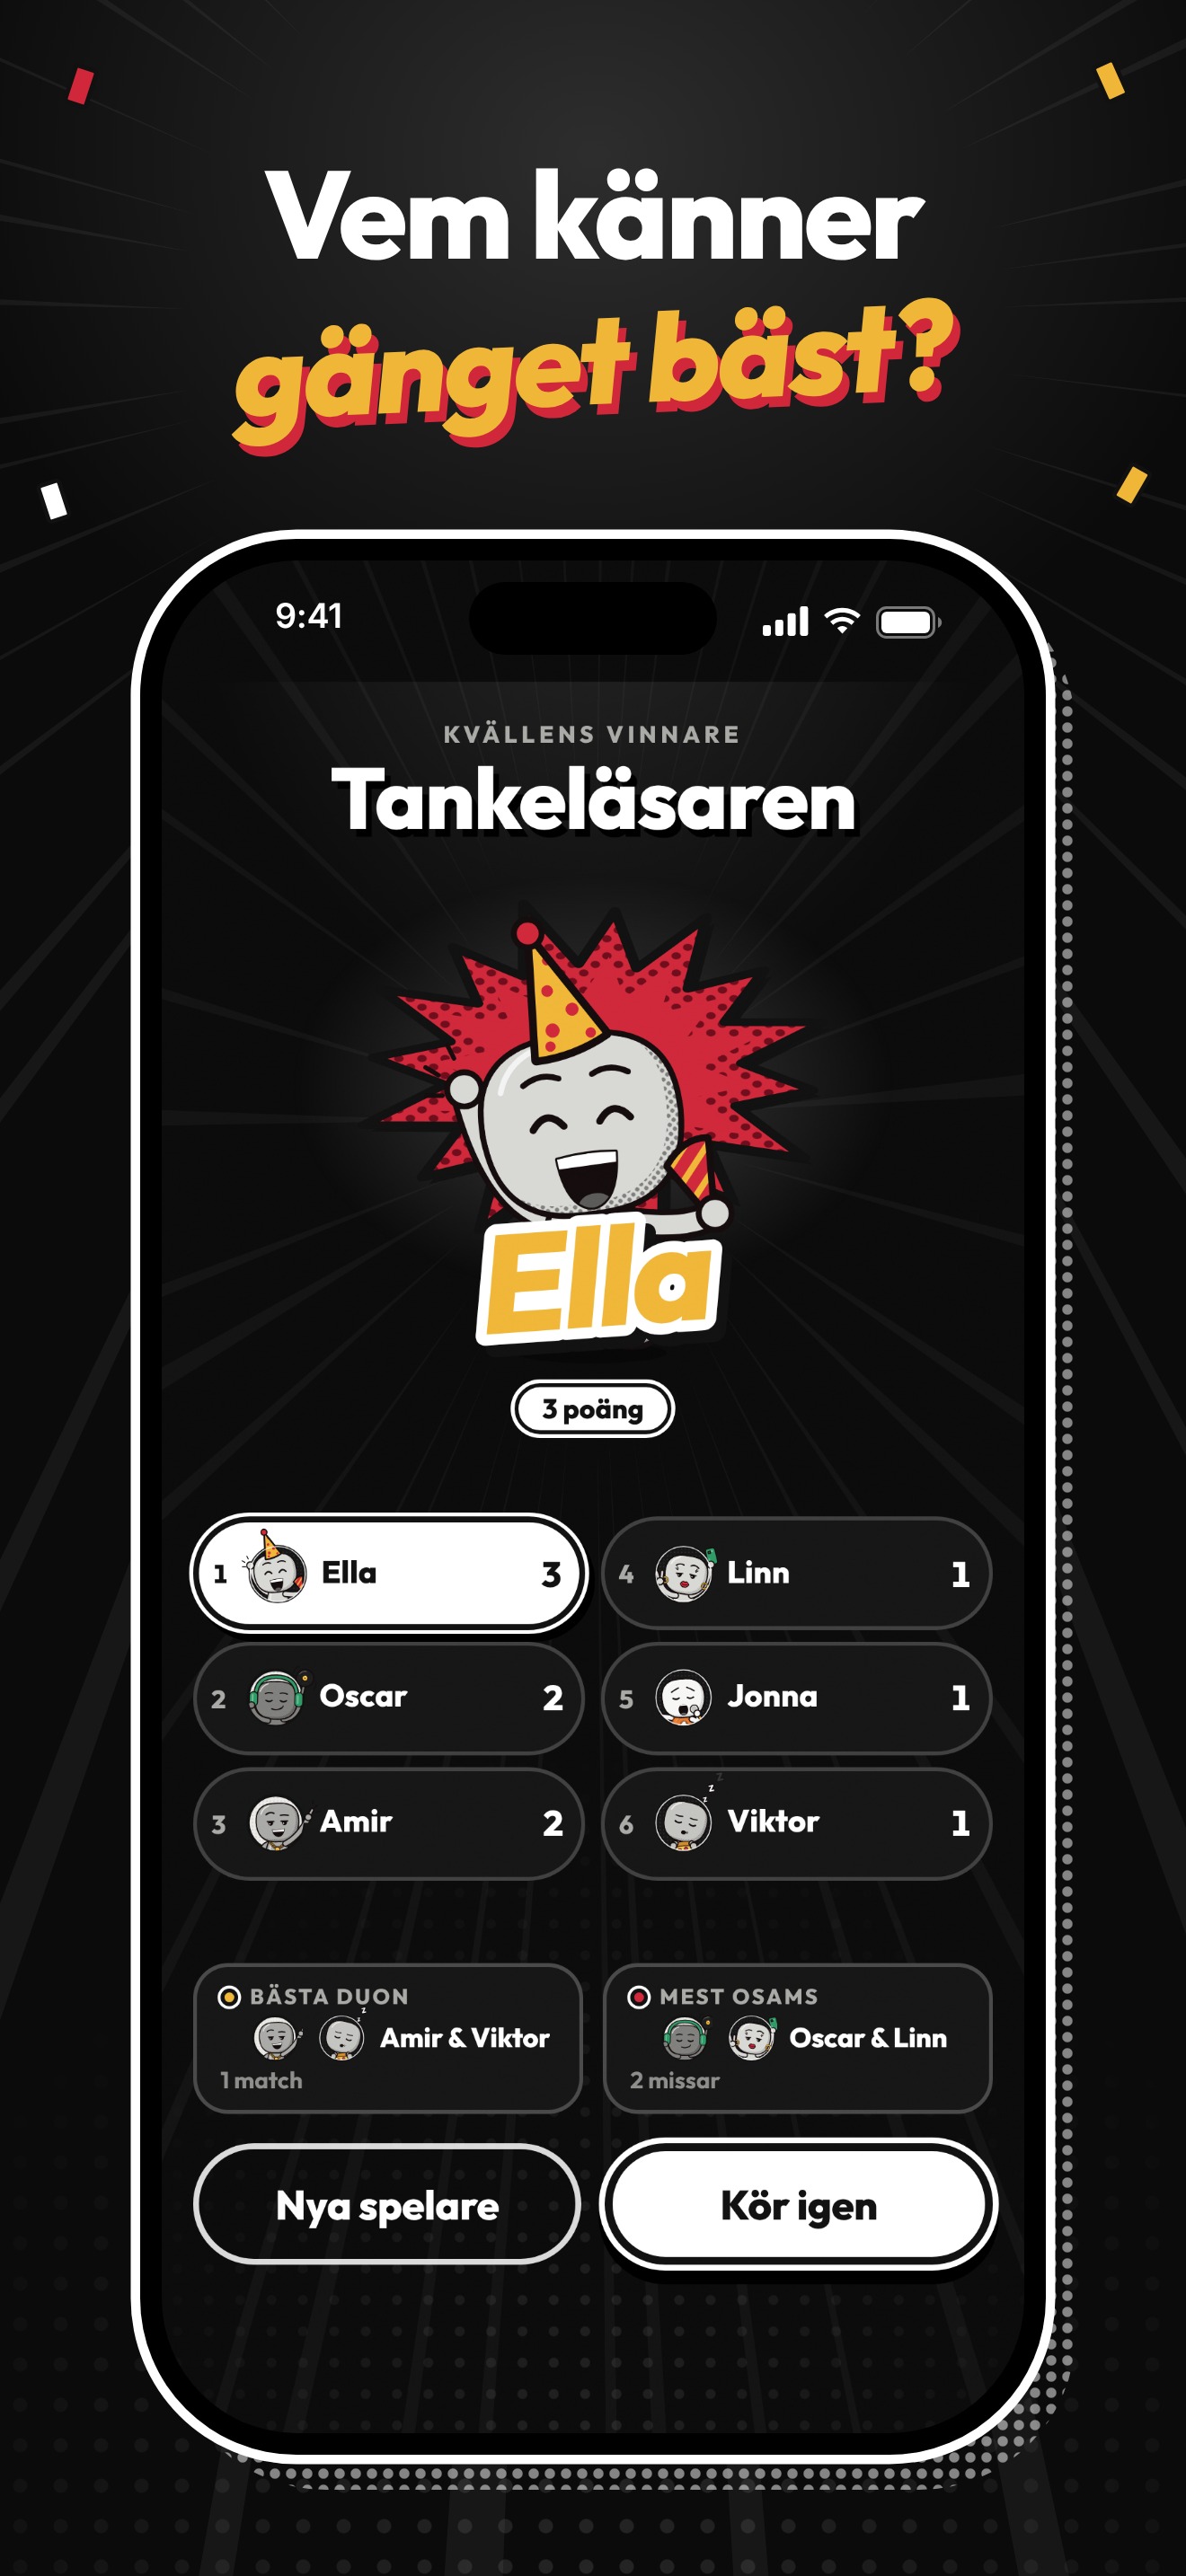 Vem känner
gänget bäst?
9:41
KVÄLLENS VINNARE
Tankeläsaren
Ella
3 poäng
1 Ella 3
2 Oscar 2
3 Amir 2
4 Linn 1
5 Jonna 1
6 Viktor 1
z z z
BÄSTA DUON
z z
Amir & Viktor
1 match
MEST OSAMS
Oscar & Linn
2 missar
Nya spelare
Kör igen